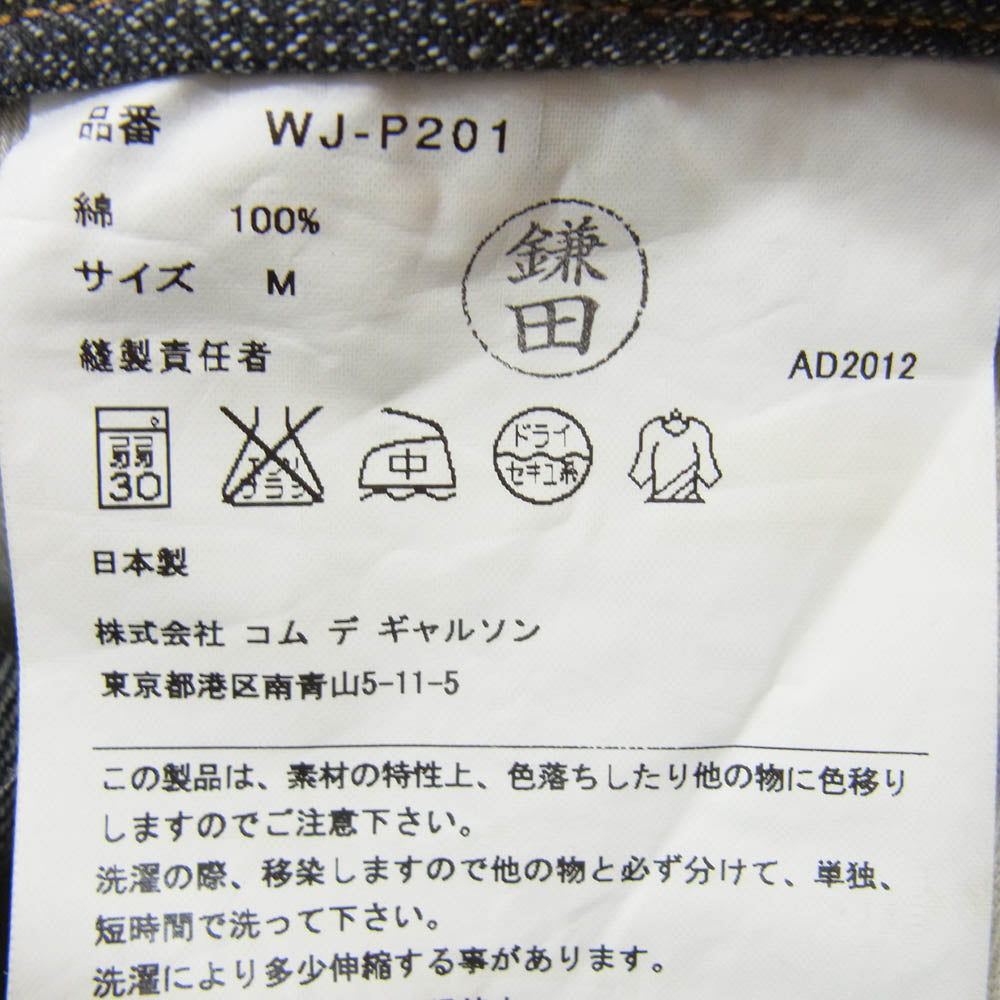 品番 WJ-P201
綿 100%
サイズ M
鎌田
縫製責任者
AD2012
弱
30
エンソ
サラシ
中
ドライ
セキユ系
日本製
株式会社 コム デ ギャルソン
東京都港区南青山5-11-5
この製品は、素材の特性上、色落ちしたり他の物に色移り
しますのでご注意下さい。
洗濯の際、移染しますので他の物と必ず分けて、単独、
短時間で洗って下さい。
洗濯により多少伸縮する事があります。